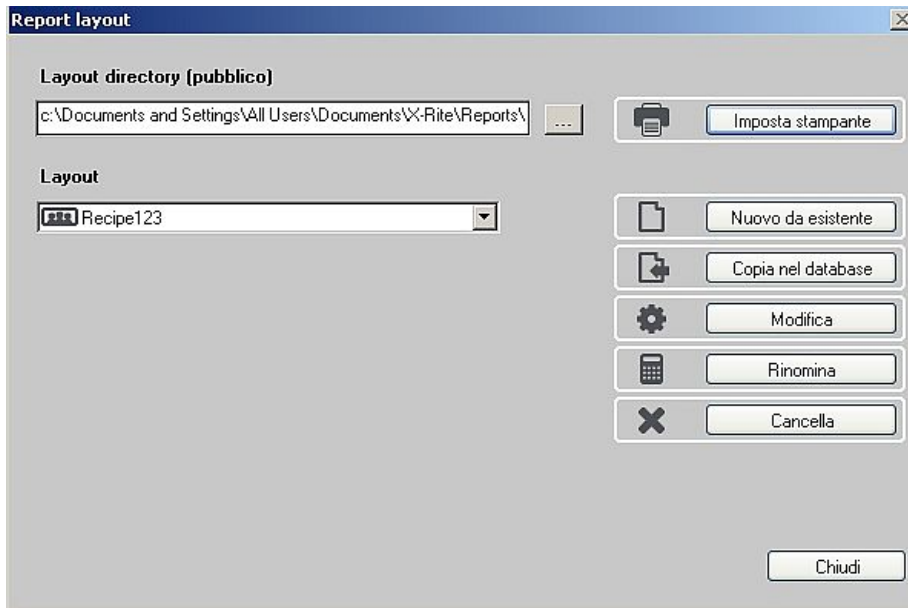 Report layout
Layout directory (pubblico)
c:\Documents and Settings\All Users\Documents\X-Rite\Reports\
...
Imposta stampante
Layout
Recipe123
Nuovo da esistente
Copia nel database
Modifica
Rinomina
Cancella
Chiudi